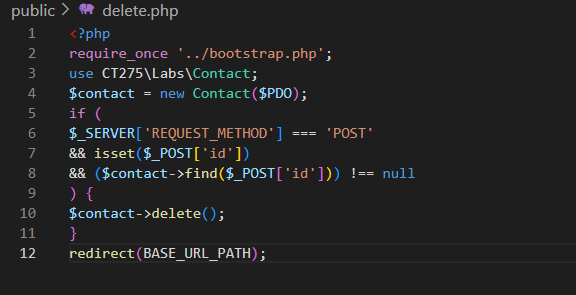 public > delete.php
1 <?php
2 require_once '../bootstrap.php';
3 use CT275\Labs\Contact;
4 $contact = new Contact($PDO);
5 if (
6 $_SERVER['REQUEST_METHOD'] === 'POST'
7 && isset($_POST['id'])
8 && ($contact->find($_POST['id'])) !== null
9 ) {
10 $contact->delete();
11 }
12 redirect(BASE_URL_PATH);